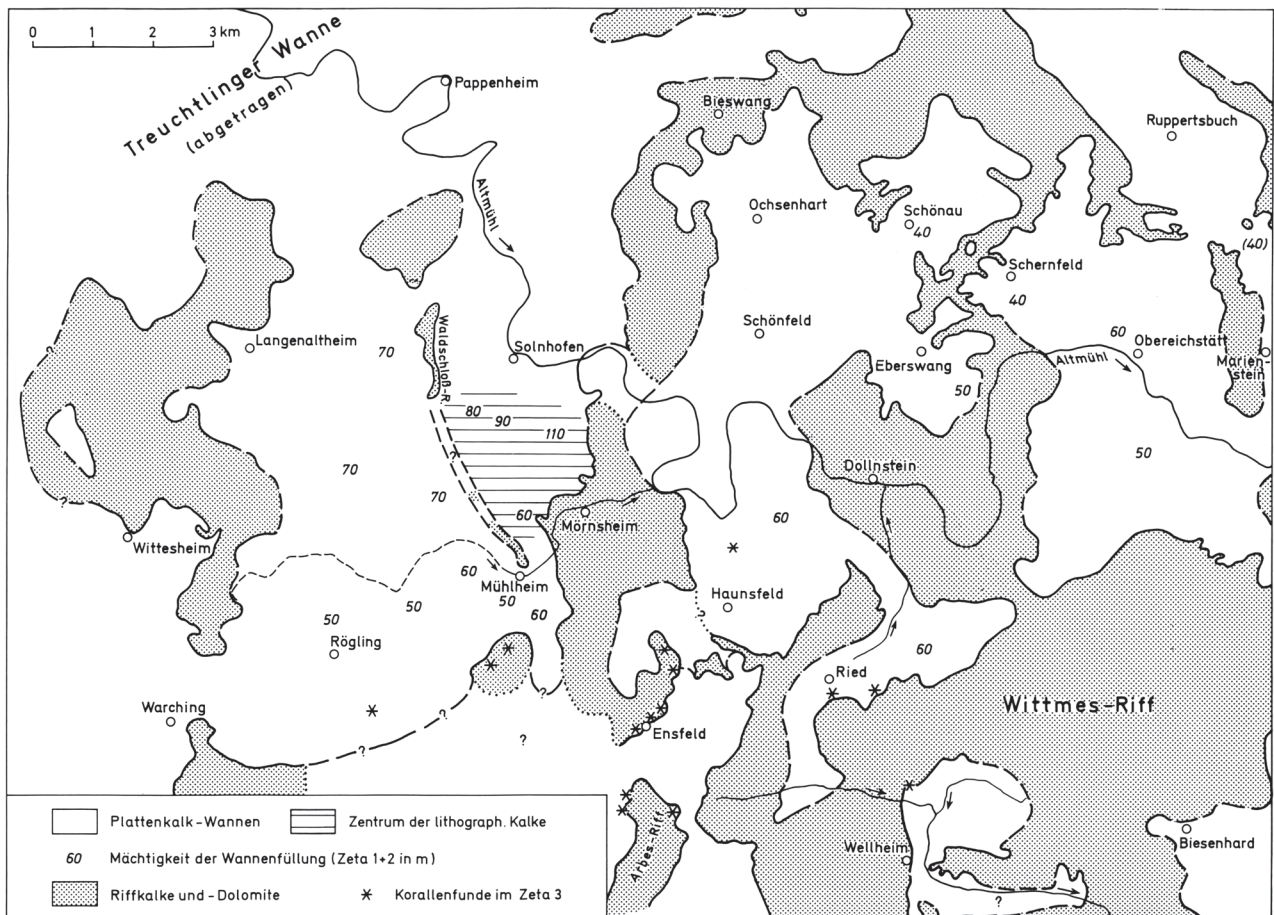 0 1 2 3 km
Treuchtlinger Wanne
(abgetragen)
Pappenheim
Bieswang
Ruppertsbuch
Altmühl
Ochsenhart
Schönau
40
(40)
Schernfeld
40
Waldschloß-R.
Langenaltheim
70
Solnhofen
Schönfeld
Eberswang
60
Obereichstätt
Altmühl
Marien-
stein
?
50
80
90
110
50
70
70
?
Dollnstein
?
60
Mörnsheim
60
Wittesheim
60
Mühlheim
50
50
50
60
Haunsfeld
Rögling
60
Ried
Wittmes-Riff
Warching
?
?
?
?
Ensfeld
Arbes-Riff
Wellheim
Biesenhard
?
Plattenkalk-Wannen
Zentrum der lithograph. Kalke
60 Mächtigkeit der Wannenfüllung (Zeta 1+2 in m)
Riffkalke und -Dolomite
Korallenfunde im Zeta 3